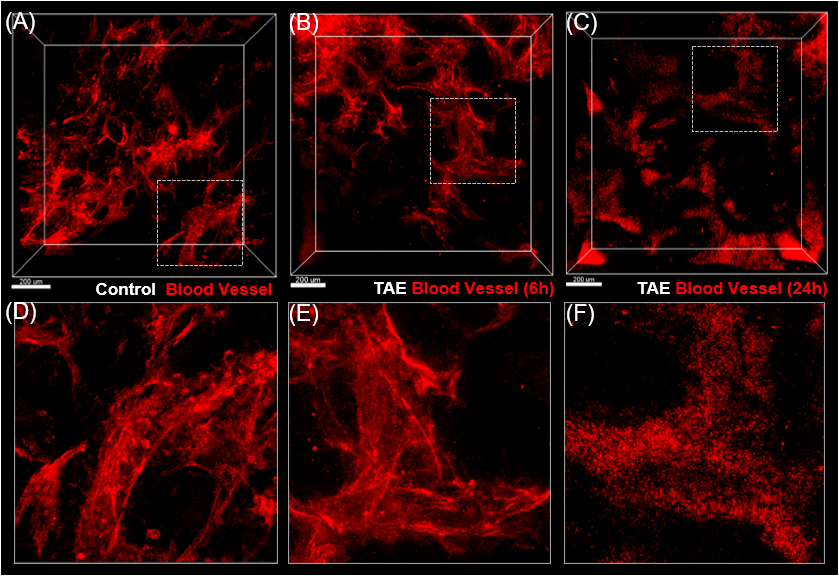 (A) (B) (C)
200 um 200 um 200 um
Control Blood Vessel TAE Blood Vessel (6h) TAE Blood Vessel (24h)
(D) (E) (F)